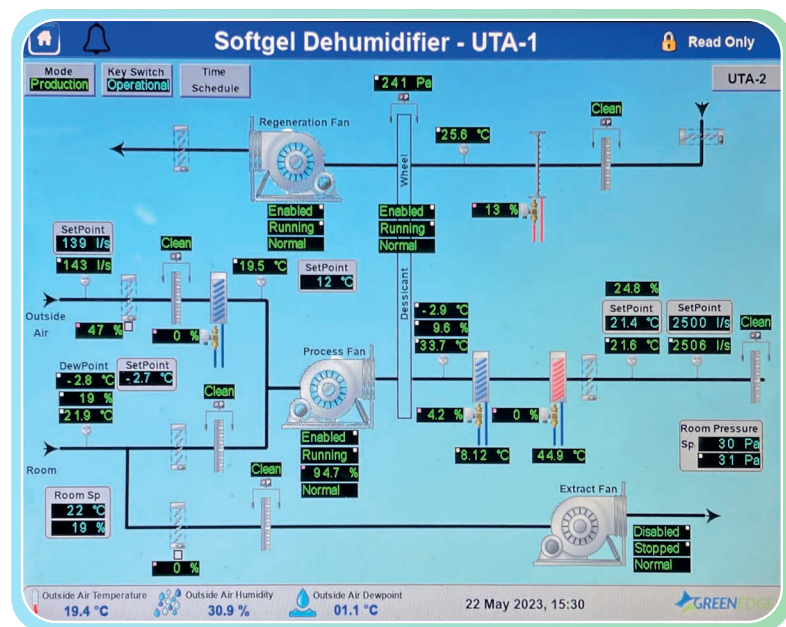 Softgel Dehumidifier - UTA-1
Read Only
Mode
Production
Key Switch
Operational
Time
Schedule
UTA-2
241 Pa
Regeneration Fan
25.6 °C
Clean
Wheel
Enabled
Running
Normal
Enabled
Running
Normal
13 %
SetPoint
139 l/s
143 l/s
Clean
19.5 °C
SetPoint
12 °C
Dessicant
24.8 %
Outside
Air
47 %
0 %
-2.9 °C
9.6 %
33.7 °C
SetPoint
21.4 °C
21.6 °C
SetPoint
2500 l/s
2506 l/s
Clean
DewPoint
-2.8 °C
19 %
21.9 °C
SetPoint
-2.7 °C
Clean
Process Fan
Enabled
Running
94.7 %
Normal
4.2 %
0 %
8.12 °C
44.9 °C
Room Pressure
Sp 30 Pa
31 Pa
Room
Room Sp
22 °C
19 %
Clean
0 %
Extract Fan
Disabled
Stopped
Normal
Outside Air Temperature
19.4 °C
Outside Air Humidity
30.9 %
Outside Air Dewpoint
01.1 °C
22 May 2023, 15:30
GREENEDGE